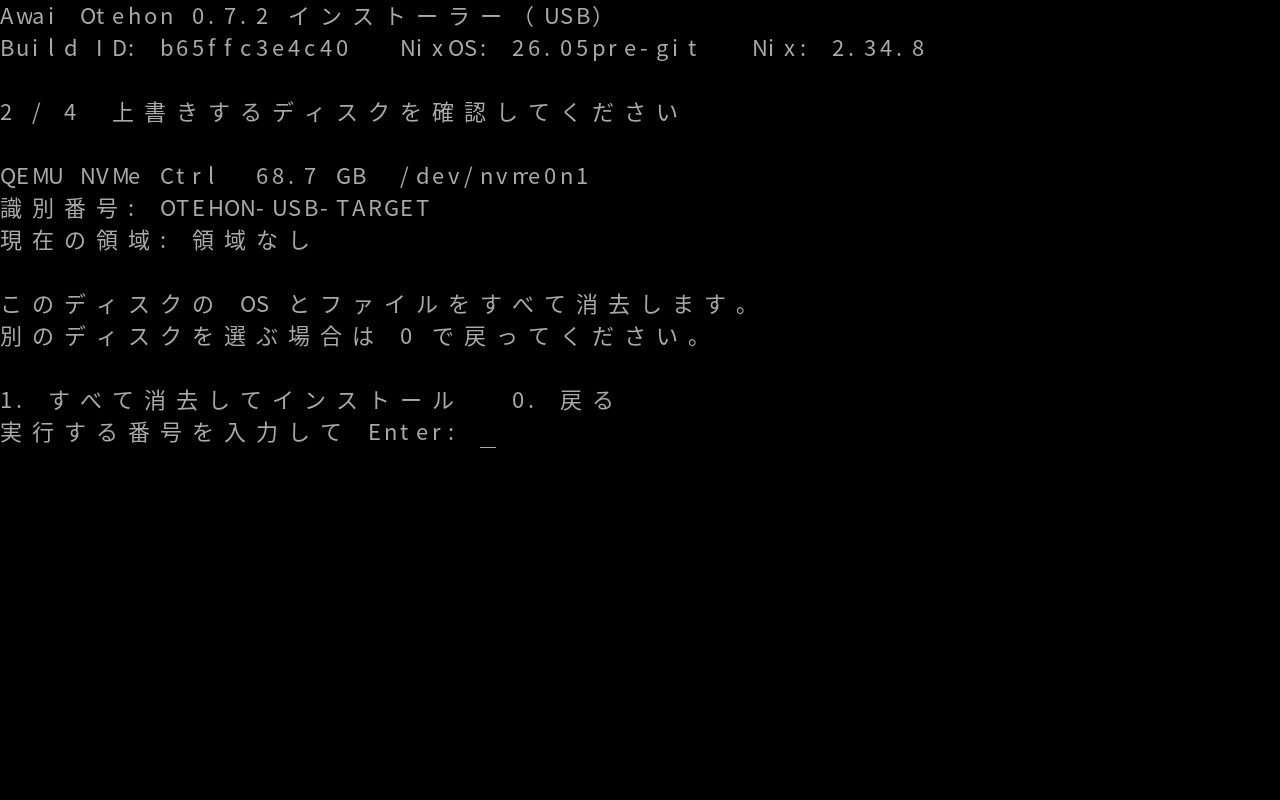 Awai Otehon 0.7.2 インストーラー（USB）
Build ID: b65ffc3e4c40  NixOS: 26.05pre-git  Nix: 2.34.8
2 / 4  上書きするディスクを確認してください
QEMU NVMe Ctrl  68.7 GB  /dev/nvme0n1
識別番号: OTEHON-USB-TARGET
現在の領域: 領域なし
このディスクの OS とファイルをすべて消去します。
別のディスクを選ぶ場合は 0 で戻ってください。
1. すべて消去してインストール  0. 戻る
実行する番号を入力して Enter: _